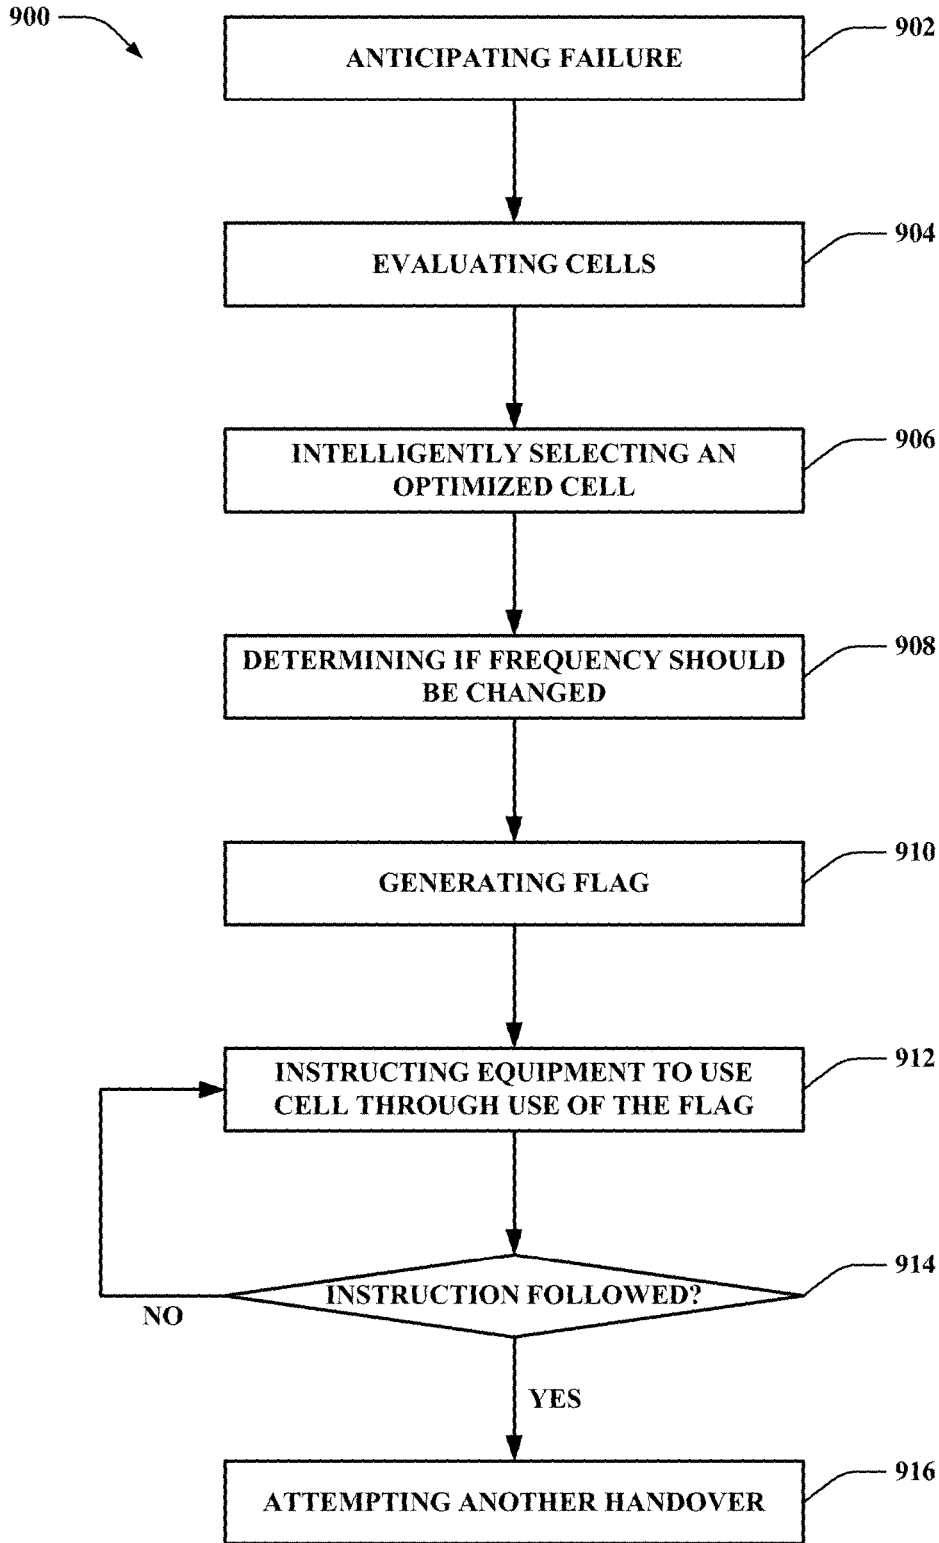 900
902
ANTICIPATING FAILURE
904
EVALUATING CELLS
906
INTELLIGENTLY SELECTING AN
OPTIMIZED CELL
908
DETERMINING IF FREQUENCY SHOULD
BE CHANGED
910
GENERATING FLAG
912
INSTRUCTING EQUIPMENT TO USE
CELL THROUGH USE OF THE FLAG
914
INSTRUCTION FOLLOWED?
NO
YES
916
ATTEMPTING ANOTHER HANDOVER